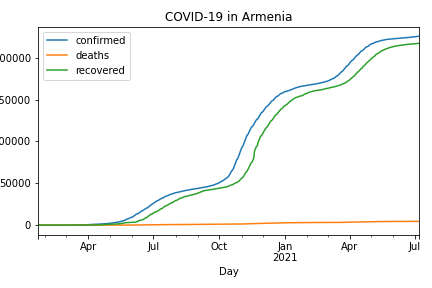 COVID-19 in Armenia
confirmed
deaths
recovered
50000
0
Apr Jul Oct Jan Apr Jul
2021
Day